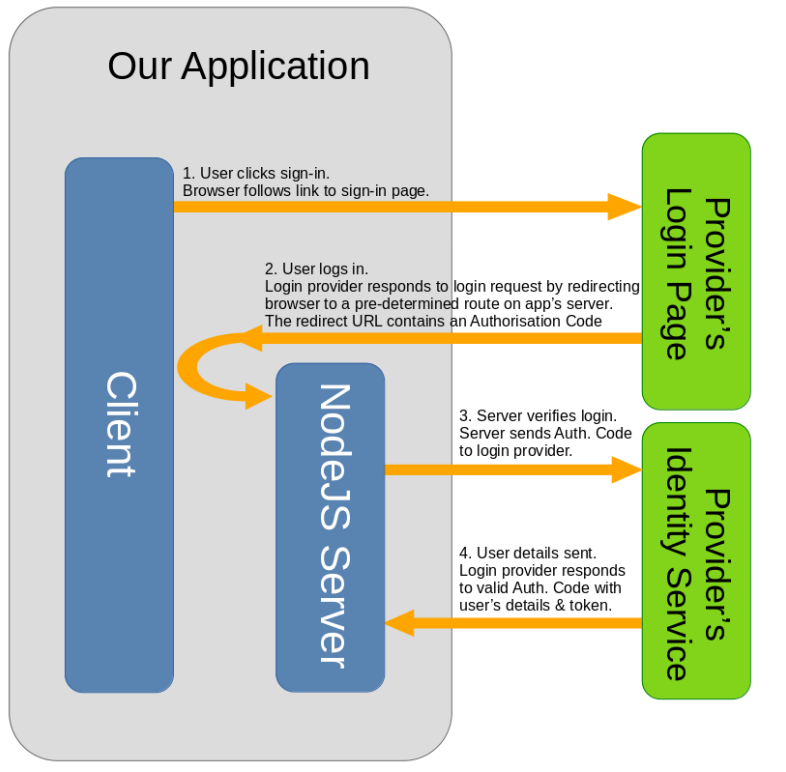 Our Application
1. User clicks sign-in.
Browser follows link to sign-in page.
2. User logs in.
Login provider responds to login request by redirecting
browser to a pre-determined route on app’s server.
The redirect URL contains an Authorisation Code
3. Server verifies login.
Server sends Auth. Code
to login provider.
4. User details sent.
Login provider responds
to valid Auth. Code with
user’s details & token.
Client
NodeJS Server
Provider’s
Login Page
Provider’s
Identity Service